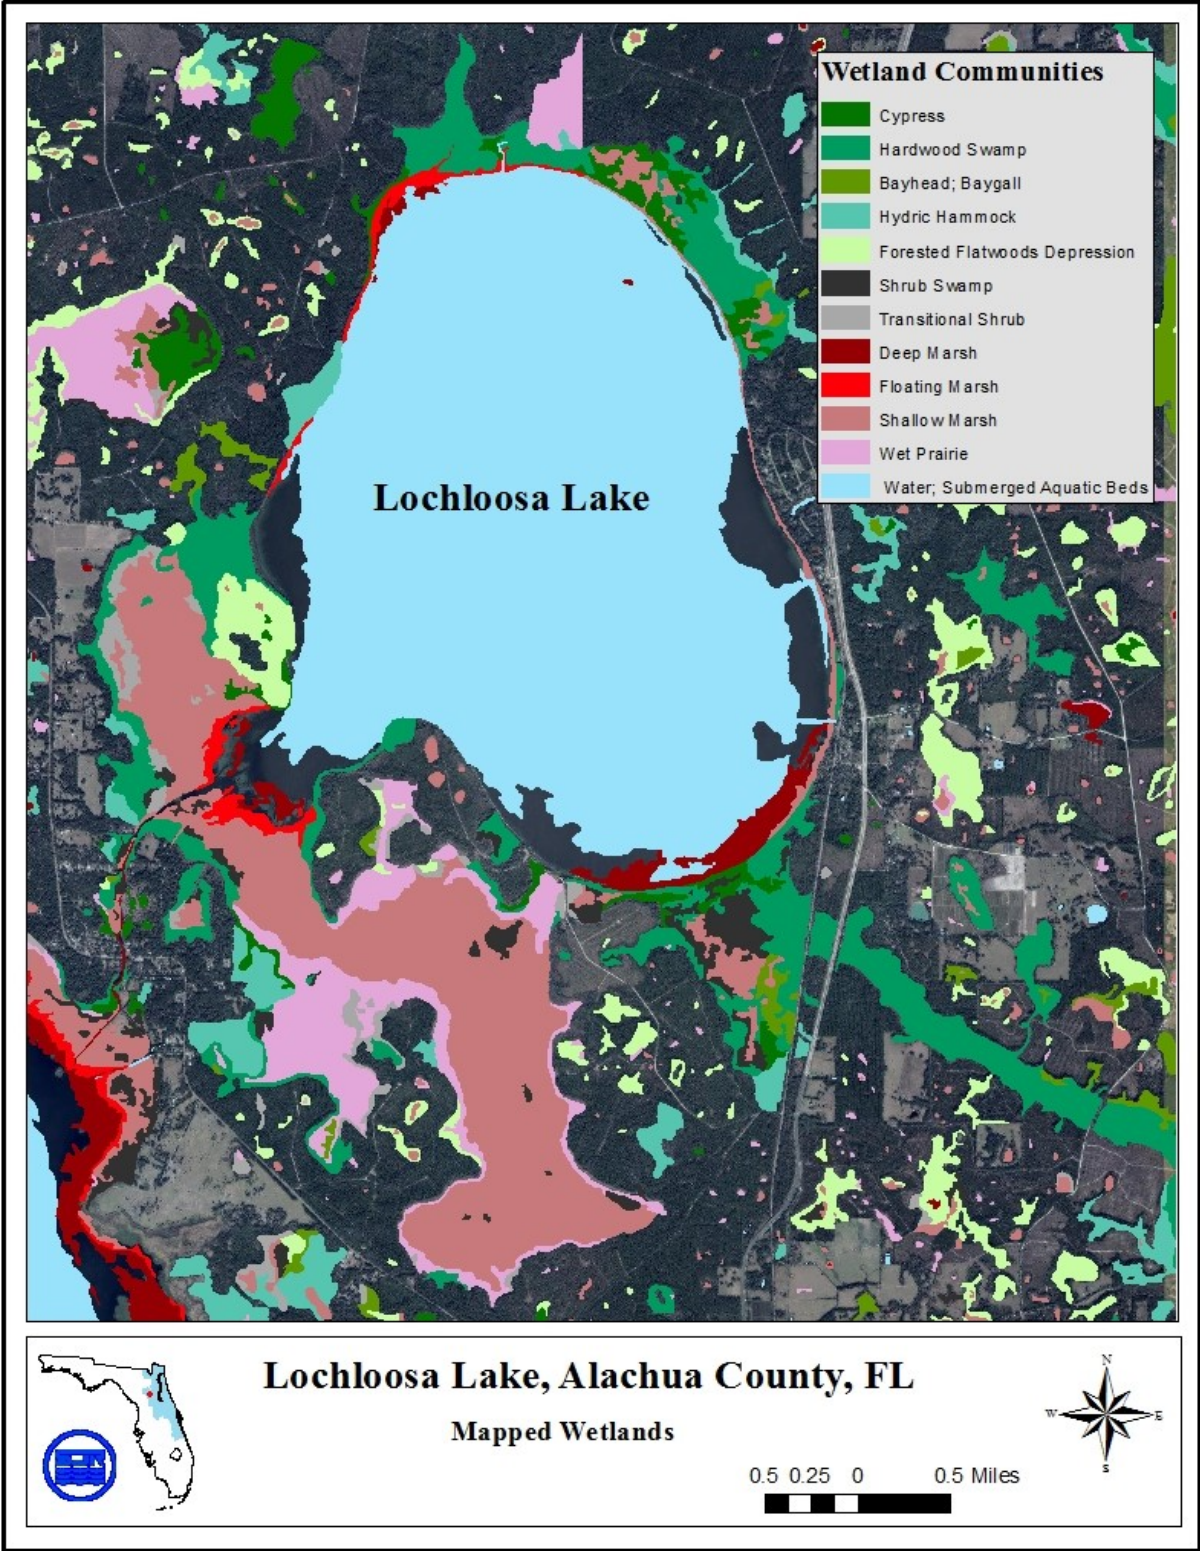 Wetland Communities
Cypress
Hardwood Swamp
Bayhead; Baygall
Hydric Hammock
Forested Flatwoods Depression
Shrub Swamp
Transitional Shrub
Deep Marsh
Floating Marsh
Shallow Marsh
Wet Prairie
Water; Submerged Aquatic Beds
Lochloosa Lake
Lochloosa Lake, Alachua County, FL
Mapped Wetlands
N
W E
S
0.5 0.25 0 0.5 Miles